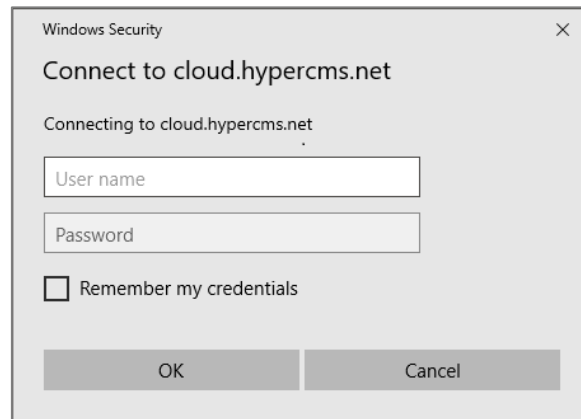 Windows Security
Connect to cloud.hypercms.net
Connecting to cloud.hypercms.net
User name
Password
Remember my credentials
OK
Cancel